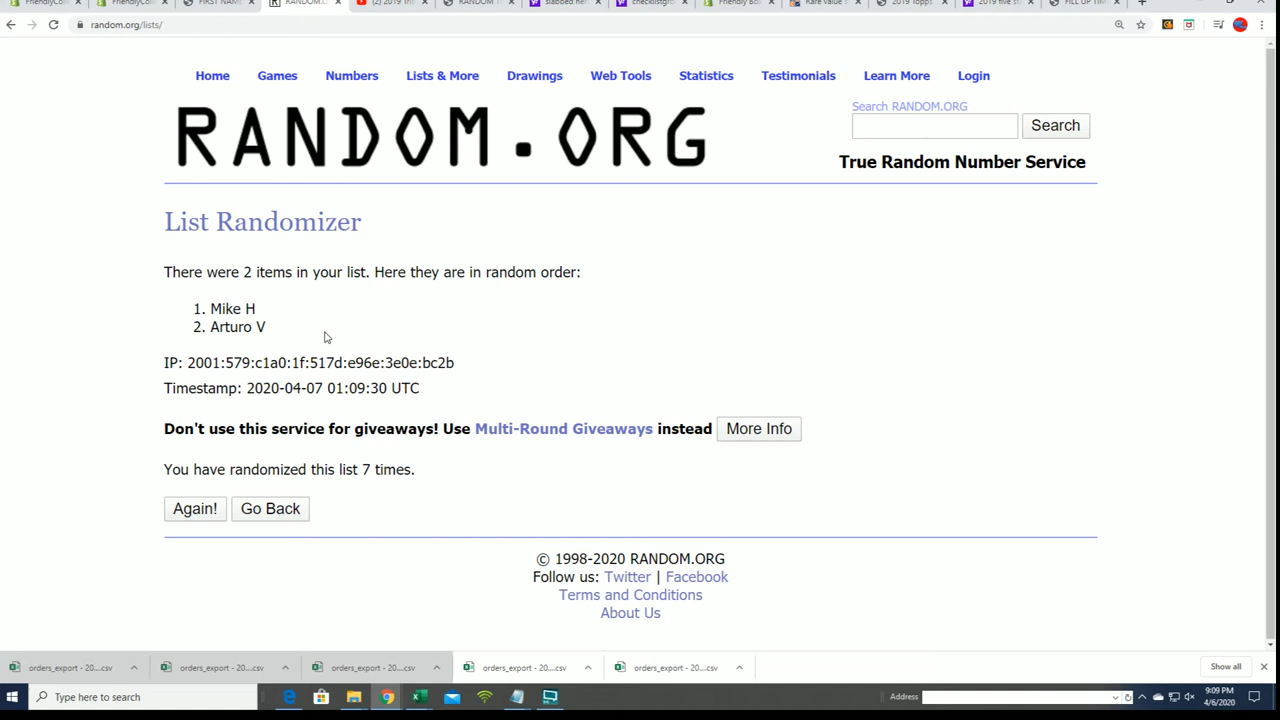 FIRST NAM
random.org/lists/
Home Games Numbers Lists & More Drawings Web Tools Statistics Testimonials Learn More Login
Search RANDOM.ORG
RANDOM.ORG
Search
True Random Number Service
List Randomizer
There were 2 items in your list. Here they are in random order:
1. Mike H
2. Arturo V
IP: 2001:579:c1a0:1f:517d:e96e:3e0e:bc2b
Timestamp: 2020-04-07 01:09:30 UTC
Don't use this service for giveaways! Use Multi-Round Giveaways instead More Info
You have randomized this list 7 times.
Again! Go Back
© 1998-2020 RANDOM.ORG
Follow us: Twitter | Facebook
Terms and Conditions
About Us
orders_export - 20....csv orders_export - 20....csv orders_export - 20....csv orders_export - 20....csv orders_export - 20....csv Show all
Type here to search
Address
9:09 PM
4/6/2020